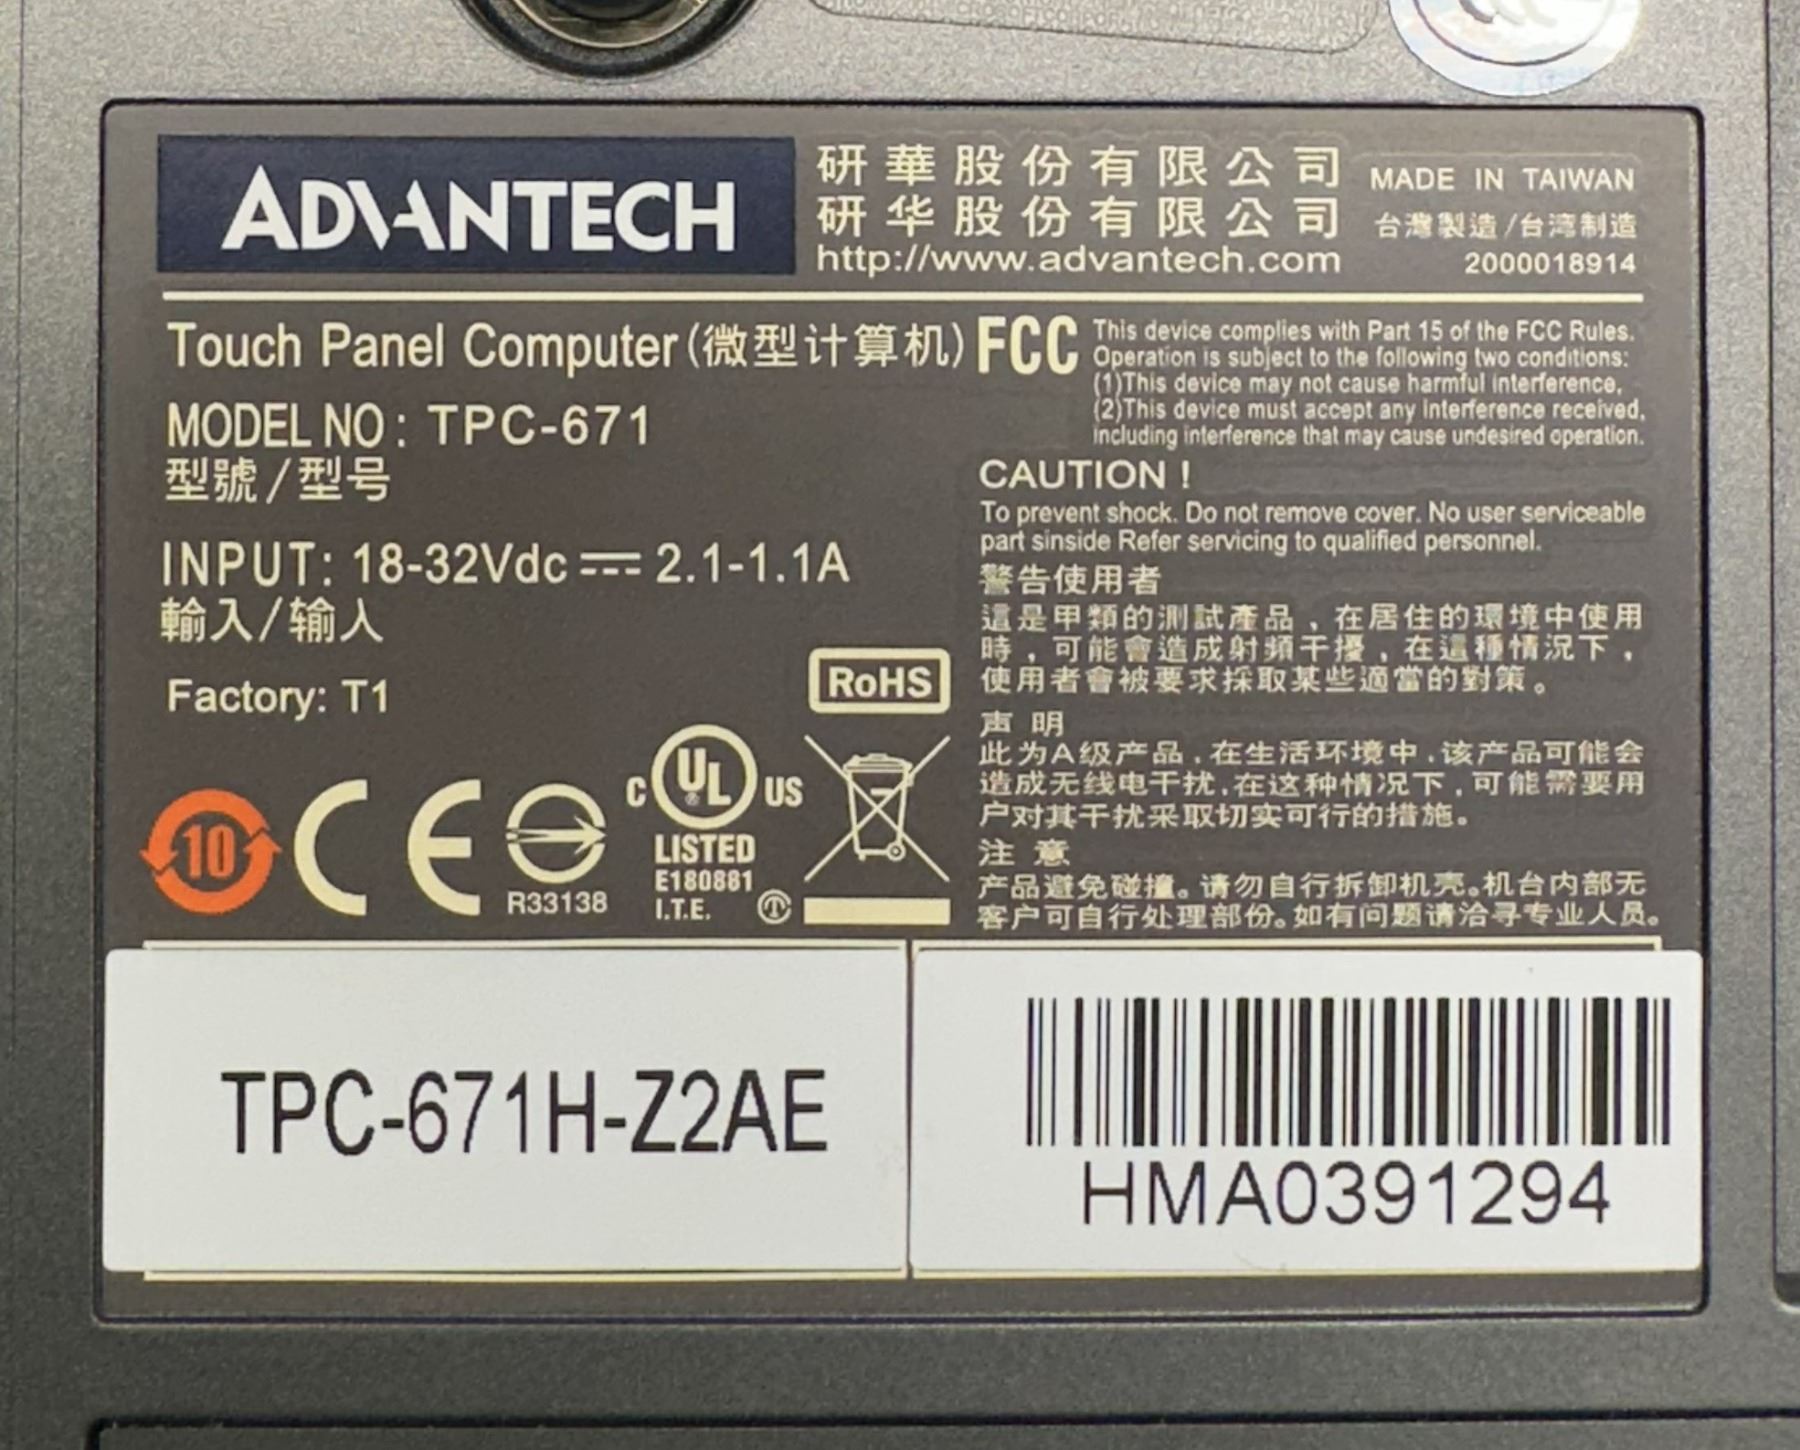 ADVANTECH
研華股份有限公司
研华股份有限公司
http://www.advantech.com
MADE IN TAIWAN
台灣製造/台湾制造
2000018914
Touch Panel Computer(微型计算机)
MODEL NO: TPC-671
型號/型号
INPUT: 18-32Vdc 2.1-1.1A
輸入/输入
Factory: T1
RoHS
10
CE
R33138
C UL US
LISTED
E180881
I.T.E.
FCC
This device complies with Part 15 of the FCC Rules.
Operation is subject to the following two conditions:
(1)This device may not cause harmful interference,
(2)This device must accept any interference received,
including interference that may cause undesired operation.
CAUTION !
To prevent shock. Do not remove cover. No user serviceable
part sinside Refer servicing to qualified personnel.
警告使用者
這是甲類的測試產品，在居住的環境中使用
時，可能會造成射頻干擾，在這種情況下，
使用者會被要求採取某些適當的對策。
声 明
此为A级产品,在生活环境中,该产品可能会
造成无线电干扰,在这种情况下,可能需要用
户对其干扰采取切实可行的措施。
注 意
产品避免碰撞。请勿自行拆卸机壳。机台内部无
客户可自行处理部份。如有问题请洽寻专业人员。
TPC-671H-Z2AE
HMA0391294